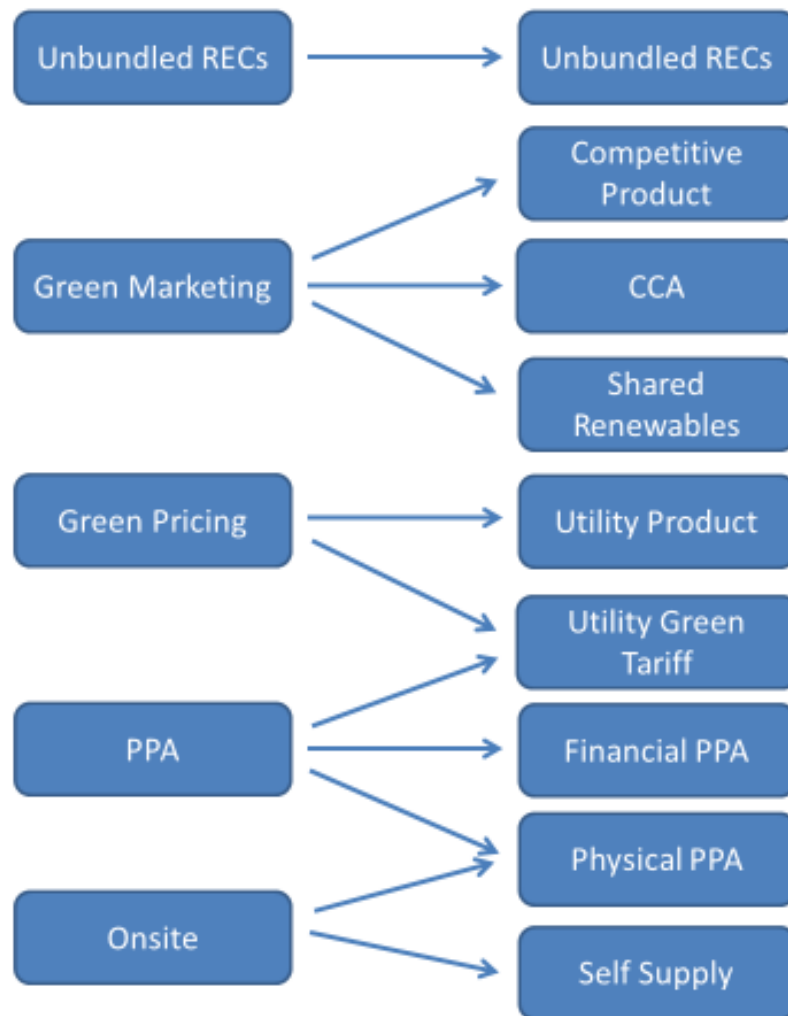 Unbundled RECs
Unbundled RECs
Competitive
Product
Green Marketing
CCA
Shared
Renewables
Green Pricing
Utility Product
Utility Green
Tariff
PPA
Financial PPA
Physical PPA
Onsite
Self Supply